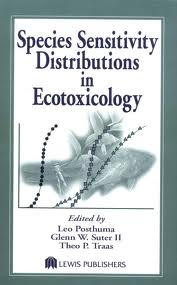 Species Sensitivity
Distributions in
Ecotoxicology
Edited by
Leo Posthuma
Glenn W. Suter II
Theo P. Traas
LEWIS PUBLISHERS